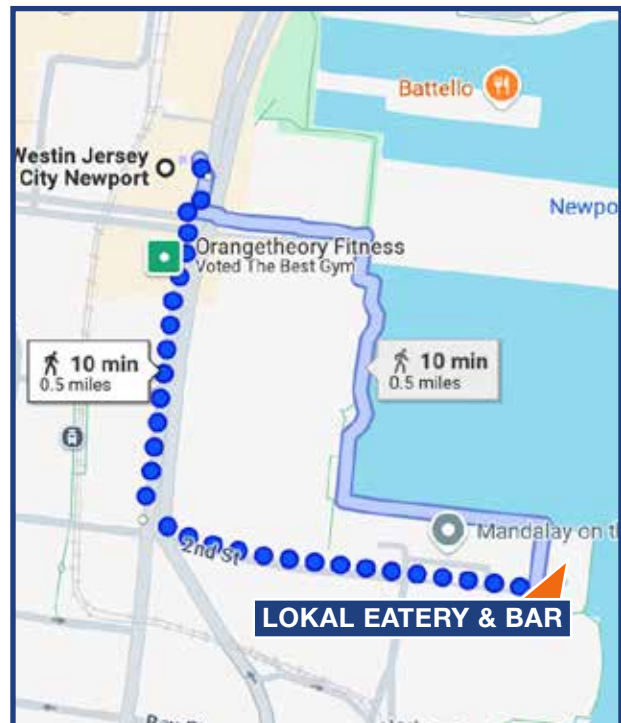 Battello
Westin Jersey
City Newport
Newpo
Orangetheory Fitness
Voted The Best Gym
10 min
0.5 miles
10 min
0.5 miles
Mandalay on t
2nd St
LOKAL EATERY & BAR